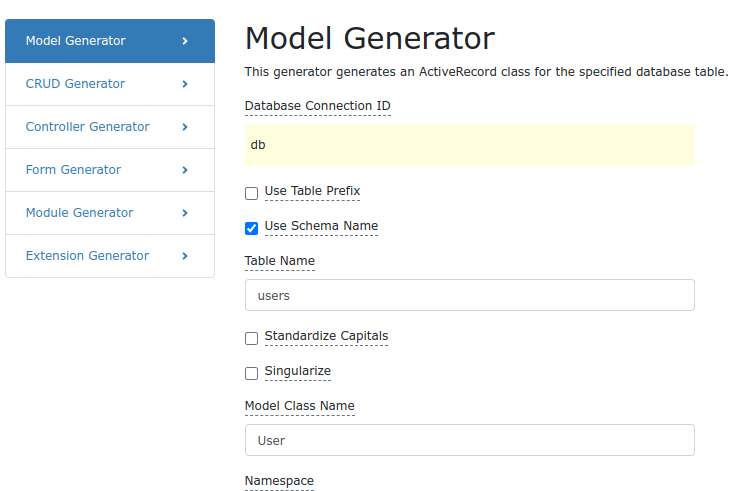 Model Generator
CRUD Generator
Controller Generator
Form Generator
Module Generator
Extension Generator
Model Generator
This generator generates an ActiveRecord class for the specified database table.
Database Connection ID
db
Use Table Prefix
Use Schema Name
Table Name
users
Standardize Capitals
Singularize
Model Class Name
User
Namespace